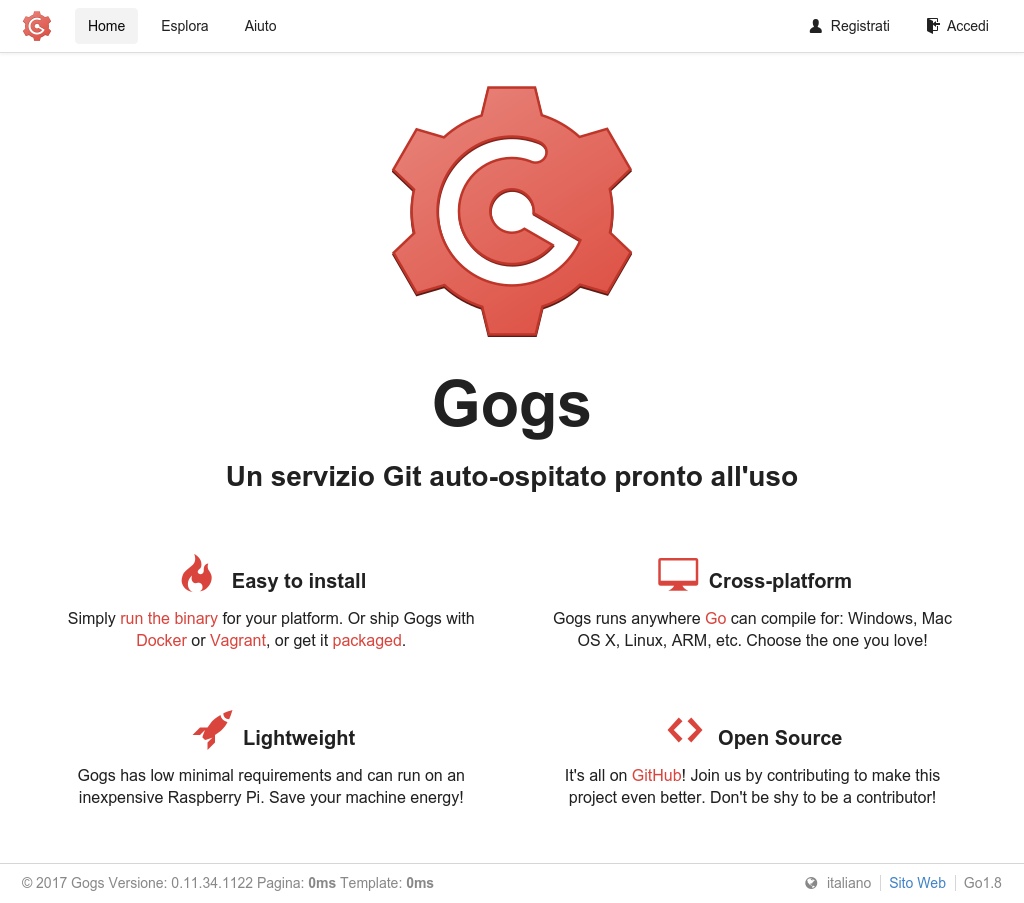 Home Esplora Aiuto Registrati Accedi
Gogs
Un servizio Git auto-ospitato pronto all'uso
Easy to install
Simply run the binary for your platform. Or ship Gogs with
Docker or Vagrant, or get it packaged.
Cross-platform
Gogs runs anywhere Go can compile for: Windows, Mac
OS X, Linux, ARM, etc. Choose the one you love!
Lightweight
Gogs has low minimal requirements and can run on an
inexpensive Raspberry Pi. Save your machine energy!
Open Source
It's all on GitHub! Join us by contributing to make this
project even better. Don't be shy to be a contributor!
© 2017 Gogs Versione: 0.11.34.1122 Pagina: 0ms Template: 0ms italiano Sito Web Go1.8